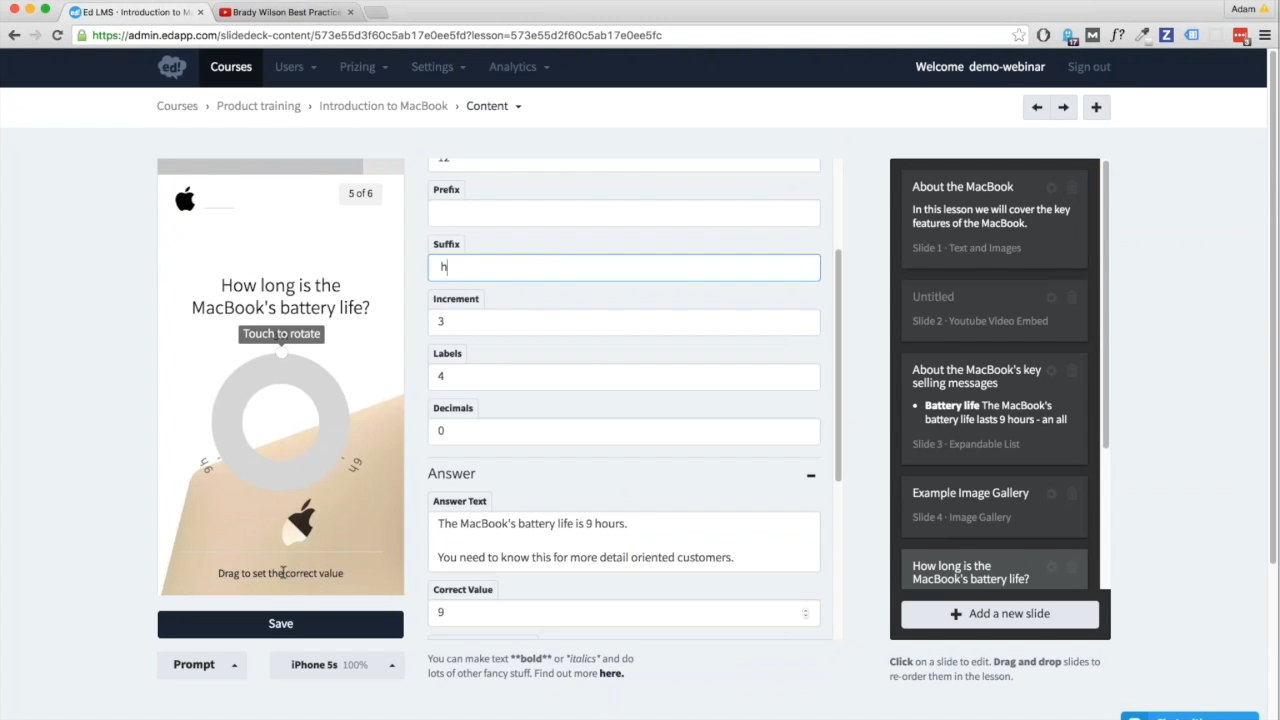 Ed LMS - Introduction to M
Brady Wilson Best Practice
Adam
https://admin.edapp.com/slidedeck-content/573e55d3f60c5ab17e0ee5fd?lesson=573e55d2f60c5ab17e0ee5fc
17
f?
ed!
Courses
Users
Prizing
Settings
Analytics
Welcome demo-webinar
Sign out
Courses › Product training › Introduction to MacBook › Content
5 of 6
How long is the
MacBook's battery life?
Touch to rotate
Drag to set the correct value
Save
Prompt
iPhone 5s 100%
12
Prefix
Suffix
h
Increment
3
Labels
4
Decimals
0
Answer
Answer Text
The MacBook's battery life is 9 hours.
You need to know this for more detail oriented customers.
Correct Value
9
You can make text **bold** or *italics* and do
lots of other fancy stuff. Find out more here.
About the MacBook
In this lesson we will cover the key
features of the MacBook.
Slide 1 · Text and Images
Untitled
Slide 2 · Youtube Video Embed
About the MacBook's key
selling messages
• Battery life The MacBook's
battery life lasts 9 hours - an all
Slide 3 · Expandable List
Example Image Gallery
Slide 4 · Image Gallery
How long is the
MacBook's battery life?
Add a new slide
Click on a slide to edit. Drag and drop slides to
re-order them in the lesson.